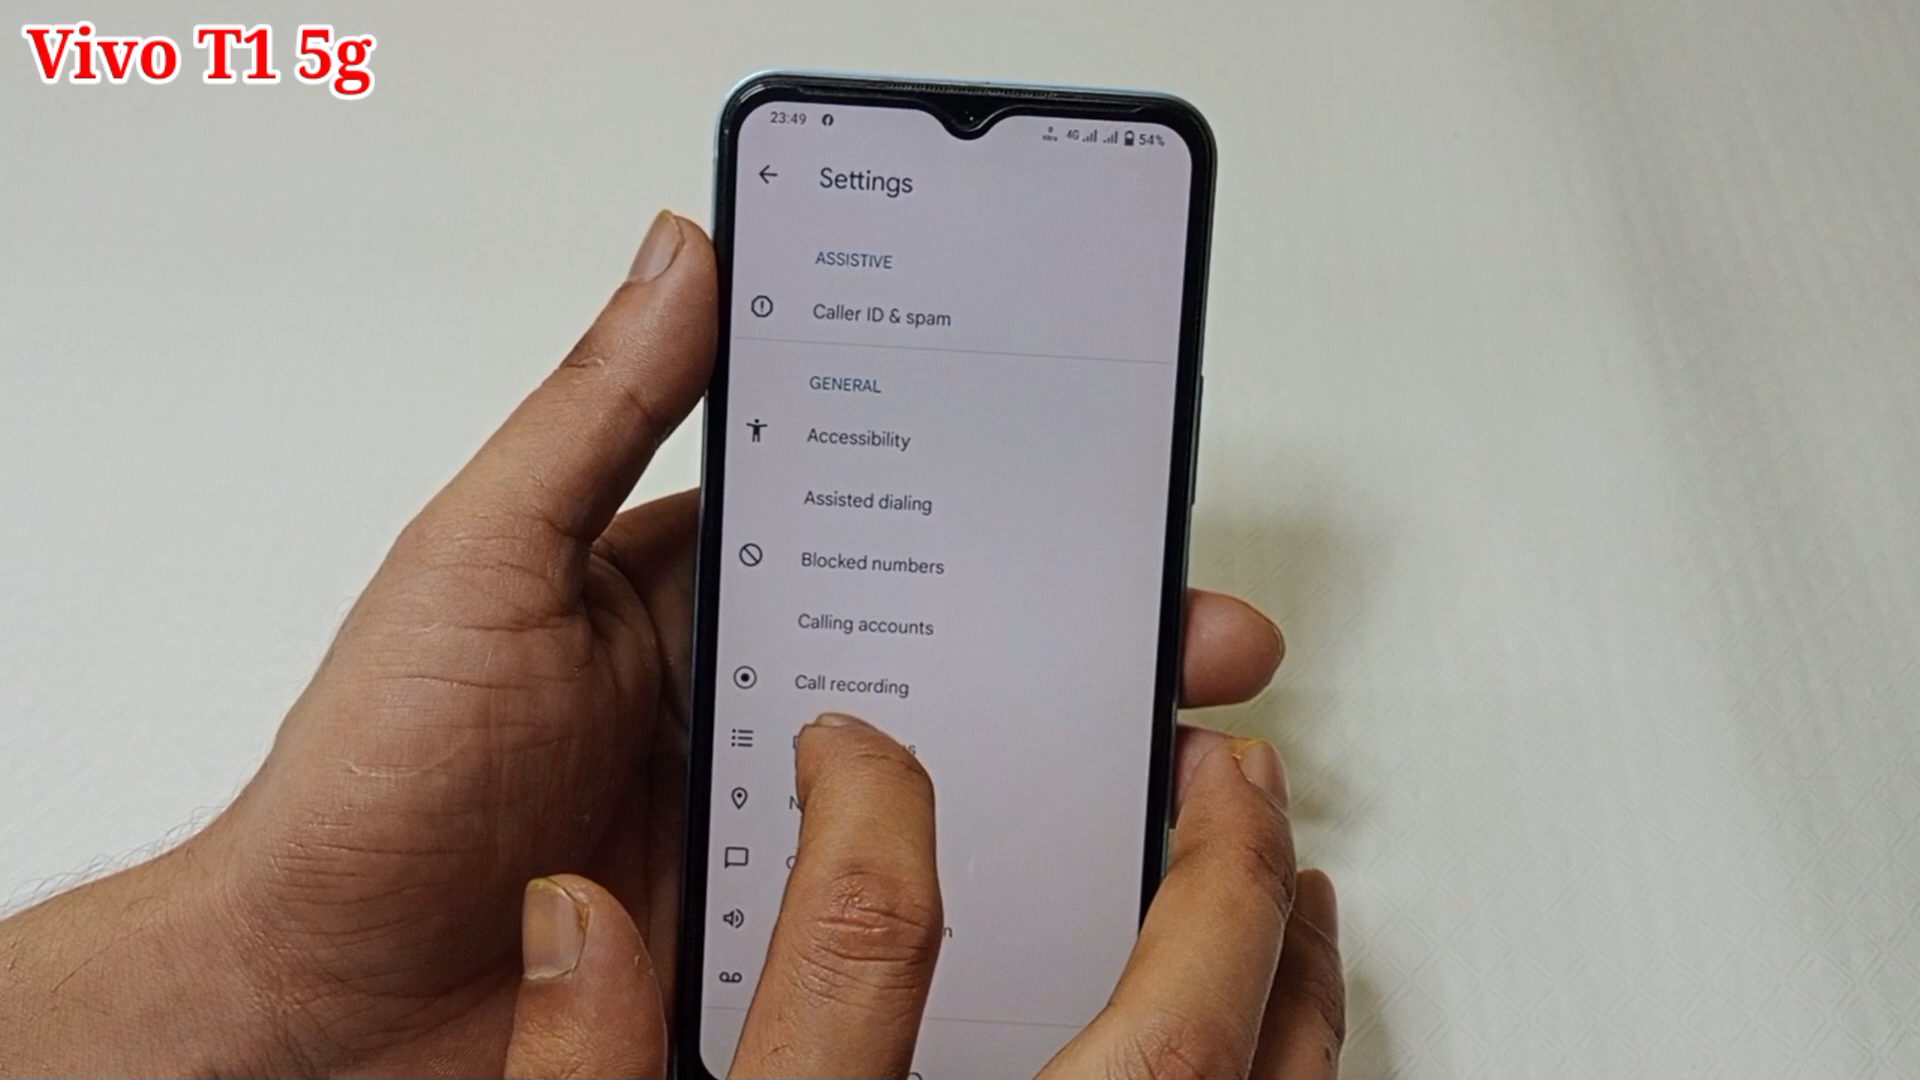 Vivo T1 5g
23:49
4G 54%
Settings
ASSISTIVE
Caller ID & spam
GENERAL
Accessibility
Assisted dialing
Blocked numbers
Calling accounts
Call recording